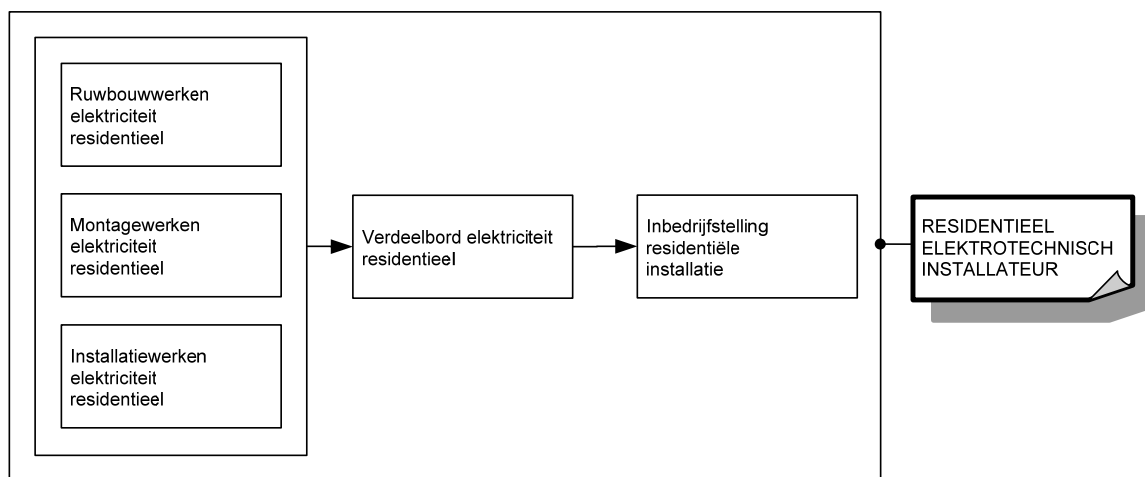 Ruwbouwwerken
elektriciteit
residentieel
Montagewerken
elektriciteit
residentieel
Installatiewerken
elektriciteit
residentieel
Verdeelbord elektriciteit
residentieel
Inbedrijfstelling
residentiële
installatie
RESIDENTIEEL
ELEKTROTECHNISCH
INSTALLATEUR